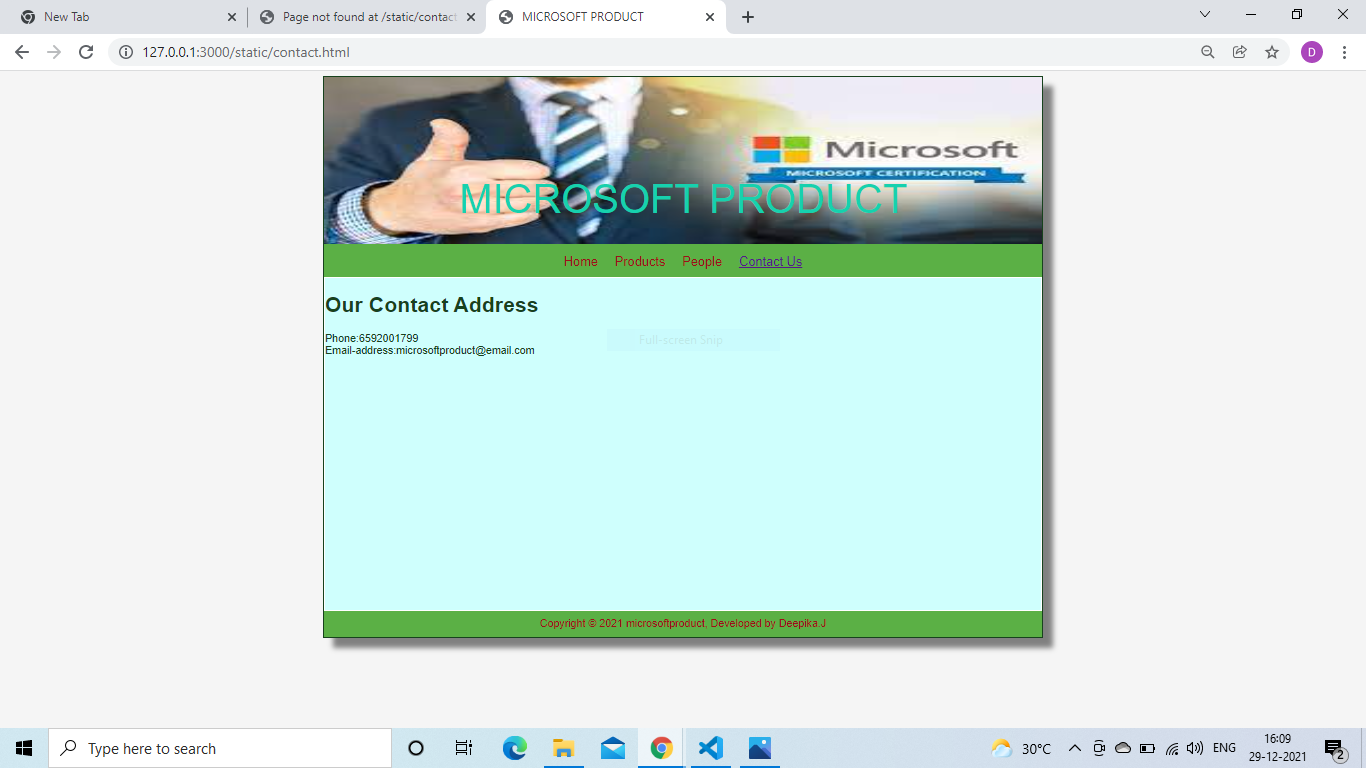 New Tab
Page not found at /static/contact
MICROSOFT PRODUCT
127.0.0.1:3000/static/contact.html
D
Microsoft
MICROSOFT CERTIFICATION
MICROSOFT PRODUCT
Home Products People Contact Us
Our Contact Address
Phone:6592001799
Full-screen Snip
Email-address:microsoftproduct@email.com
Copyright © 2021 microsoftproduct, Developed by Deepika.J
Type here to search
30°C
ENG
16:09
29-12-2021
2